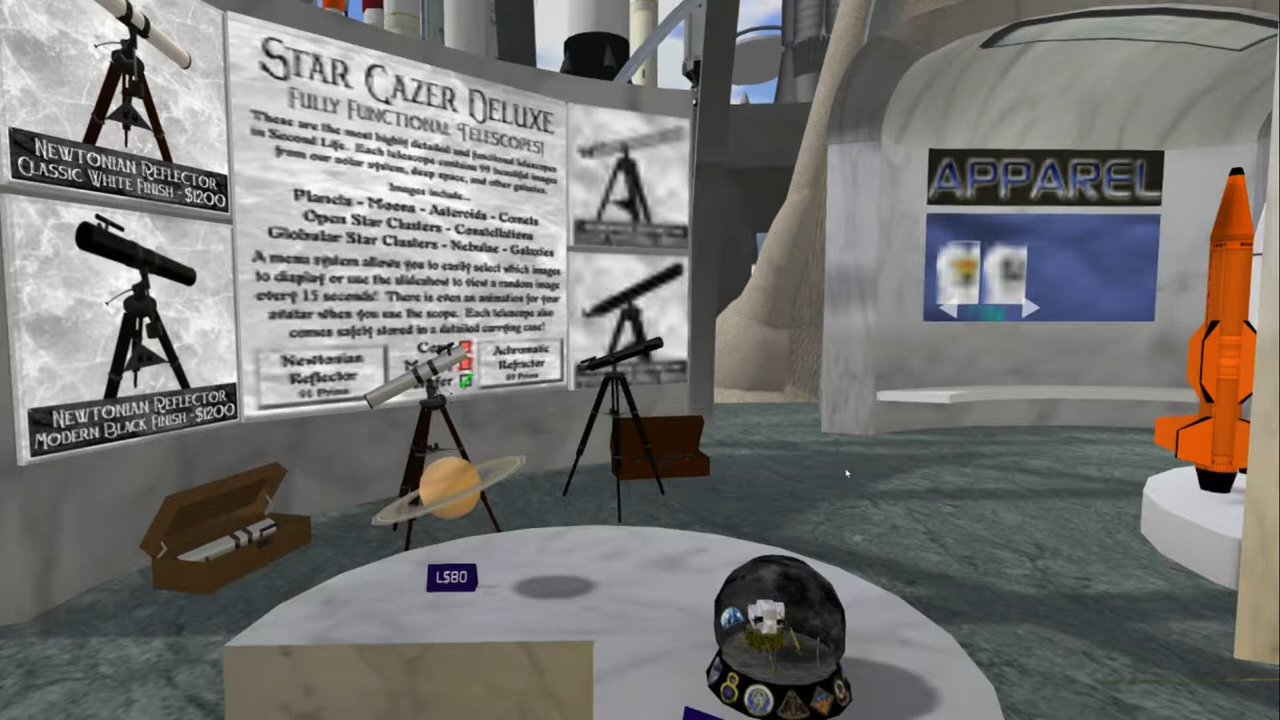 NEWTONIAN REFLECTOR
CLASSIC WHITE FINISH - $1200
NEWTONIAN REFLECTOR
MODERN BLACK FINISH - $1200
STAR GAZER DELUXE
FULLY FUNCTIONAL TELESCOPES!
These are the most highly detailed and functional telescopes
in Second Life. Each telescope contains 99 beautiful images
from our solar system, deep space, and other galaxies.
Images include...
Planets - Moons - Asteroids - Comets
Open Star Clusters - Constellations
Globular Star Clusters - Nebulae - Galaxies
A menu system allows you to easily select which images
to display or use the slideshow to view a random image
every 15 seconds! There is even an animation for your
avatar when you use the scope. Each telescope also
comes safely stored in a detailed carrying case!
Newtonian
Reflector
Achromatic
Refractor
APPAREL
L$80